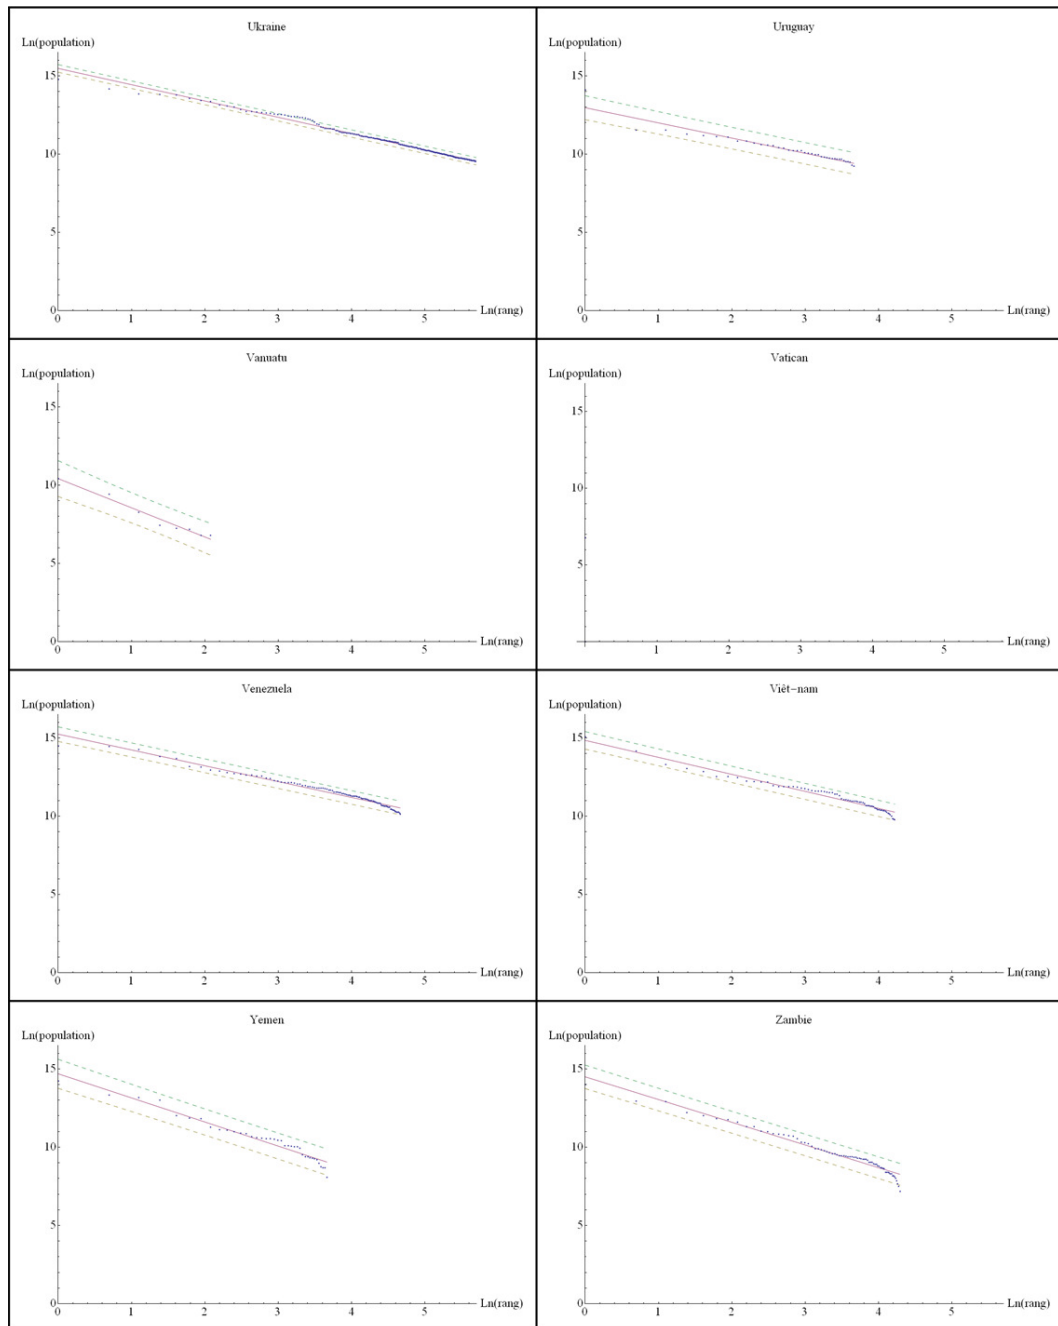 Ukraine
Ln(population)
15
10
5
0
0 1 2 3 4 5 Ln(rang)
Uruguay
Ln(population)
15
10
5
0
0 1 2 3 4 5 Ln(rang)
Vanuatu
Ln(population)
15
10
5
0
0 1 2 3 4 5 Ln(rang)
Vatican
Ln(population)
15
10
5
0
1 2 3 4 5 Ln(rang)
Venezuela
Ln(population)
15
10
5
0
0 1 2 3 4 5 Ln(rang)
Viêt-nam
Ln(population)
15
10
5
0
0 1 2 3 4 5 Ln(rang)
Yemen
Ln(population)
15
10
5
0
0 1 2 3 4 5 Ln(rang)
Zambie
Ln(population)
15
10
5
0
0 1 2 3 4 5 Ln(rang)